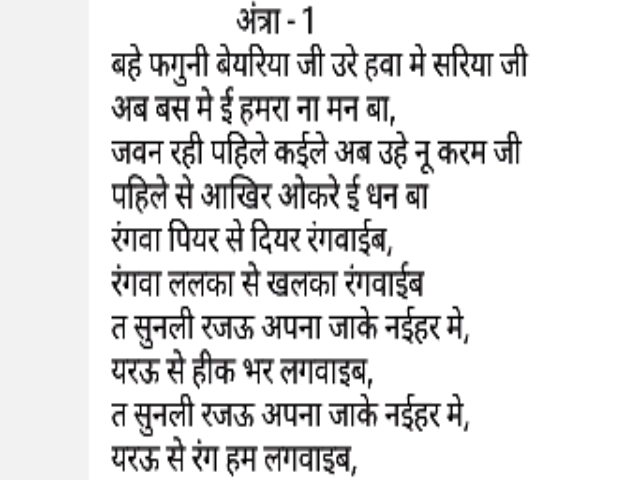 अंत्रा - 1
बहे फगुनी बेयरिया जी उरे हवा मे सरिया जी
अब बस मे ई हमरा ना मन बा,
जवन रही पहिले कईले अब उहे नू करम जी
पहिले से आखिर ओकरे ई धन बा
रंगवा पियर से दियर रंगवाईब,
रंगवा ललका से खलका रंगवाईब
त सुनली रजऊ अपना जाके नईहर मे,
यरऊ से हीक भर लगवाइब,
त सुनली रजऊ अपना जाके नईहर मे,
यरऊ से रंग हम लगवाइब,